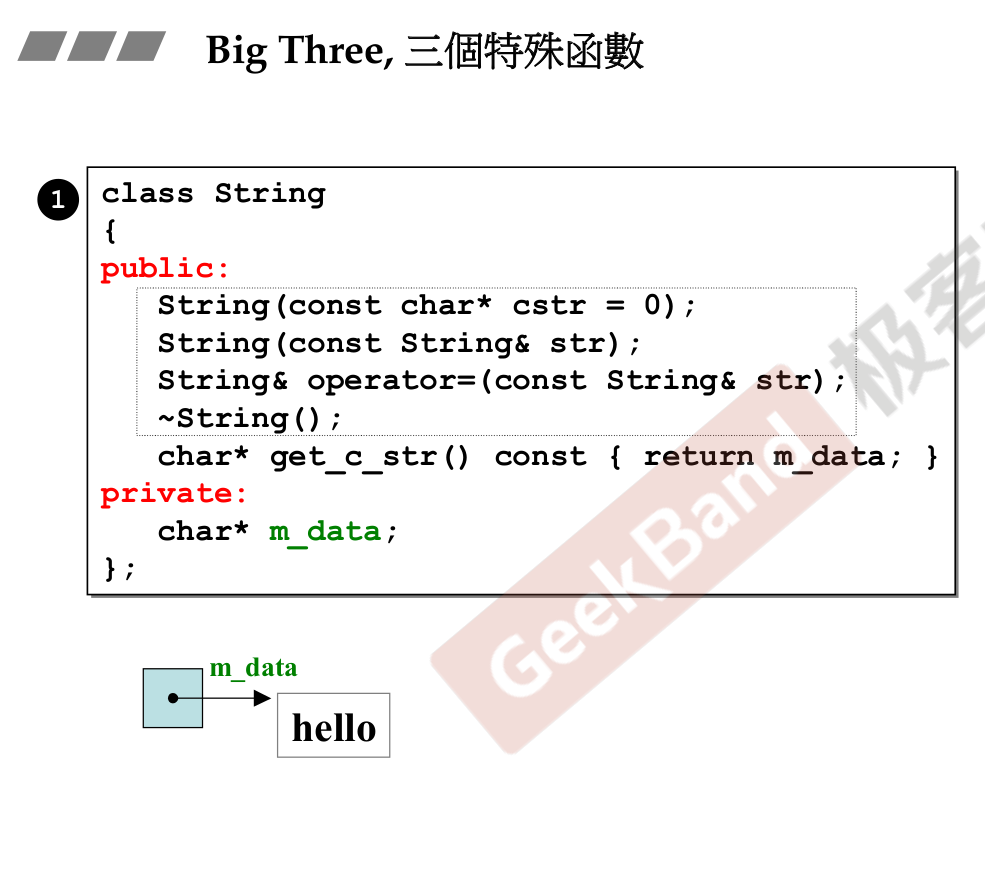 Big Three, 三個特殊函數
1
class String
{
public:
String(const char* cstr = 0);
String(const String& str);
String& operator=(const String& str);
~String();
char* get_c_str() const { return m_data; }
private:
char* m_data;
};
m_data
hello
GeekBand
极客